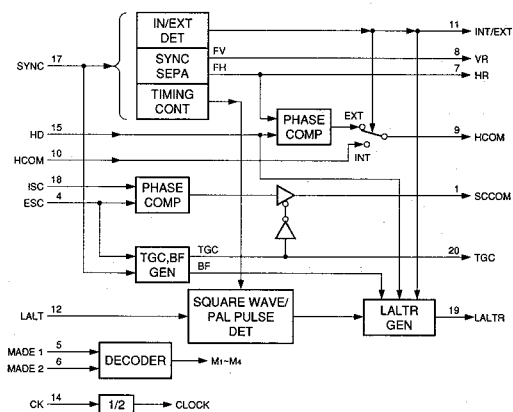 IN/EXT
DET
11 INT/EXT
SYNC 17
SYNC
SEPA
FV 8 VR
FH 7 HR
TIMING
CONT
HD 15
PHASE
COMP
EXT
9 HCOM
HCOM 10
INT
ISC 18
ESC 4
PHASE
COMP
1 SCCOM
TGC, BF
GEN
TGC 20 TGC
BF
LALT 12
SQUARE WAVE/
PAL PULSE
DET
LALTR
GEN
19 LALTR
MADE 1 5
MADE 2 6
DECODER
M1~M4
CK 14
1/2
CLOCK